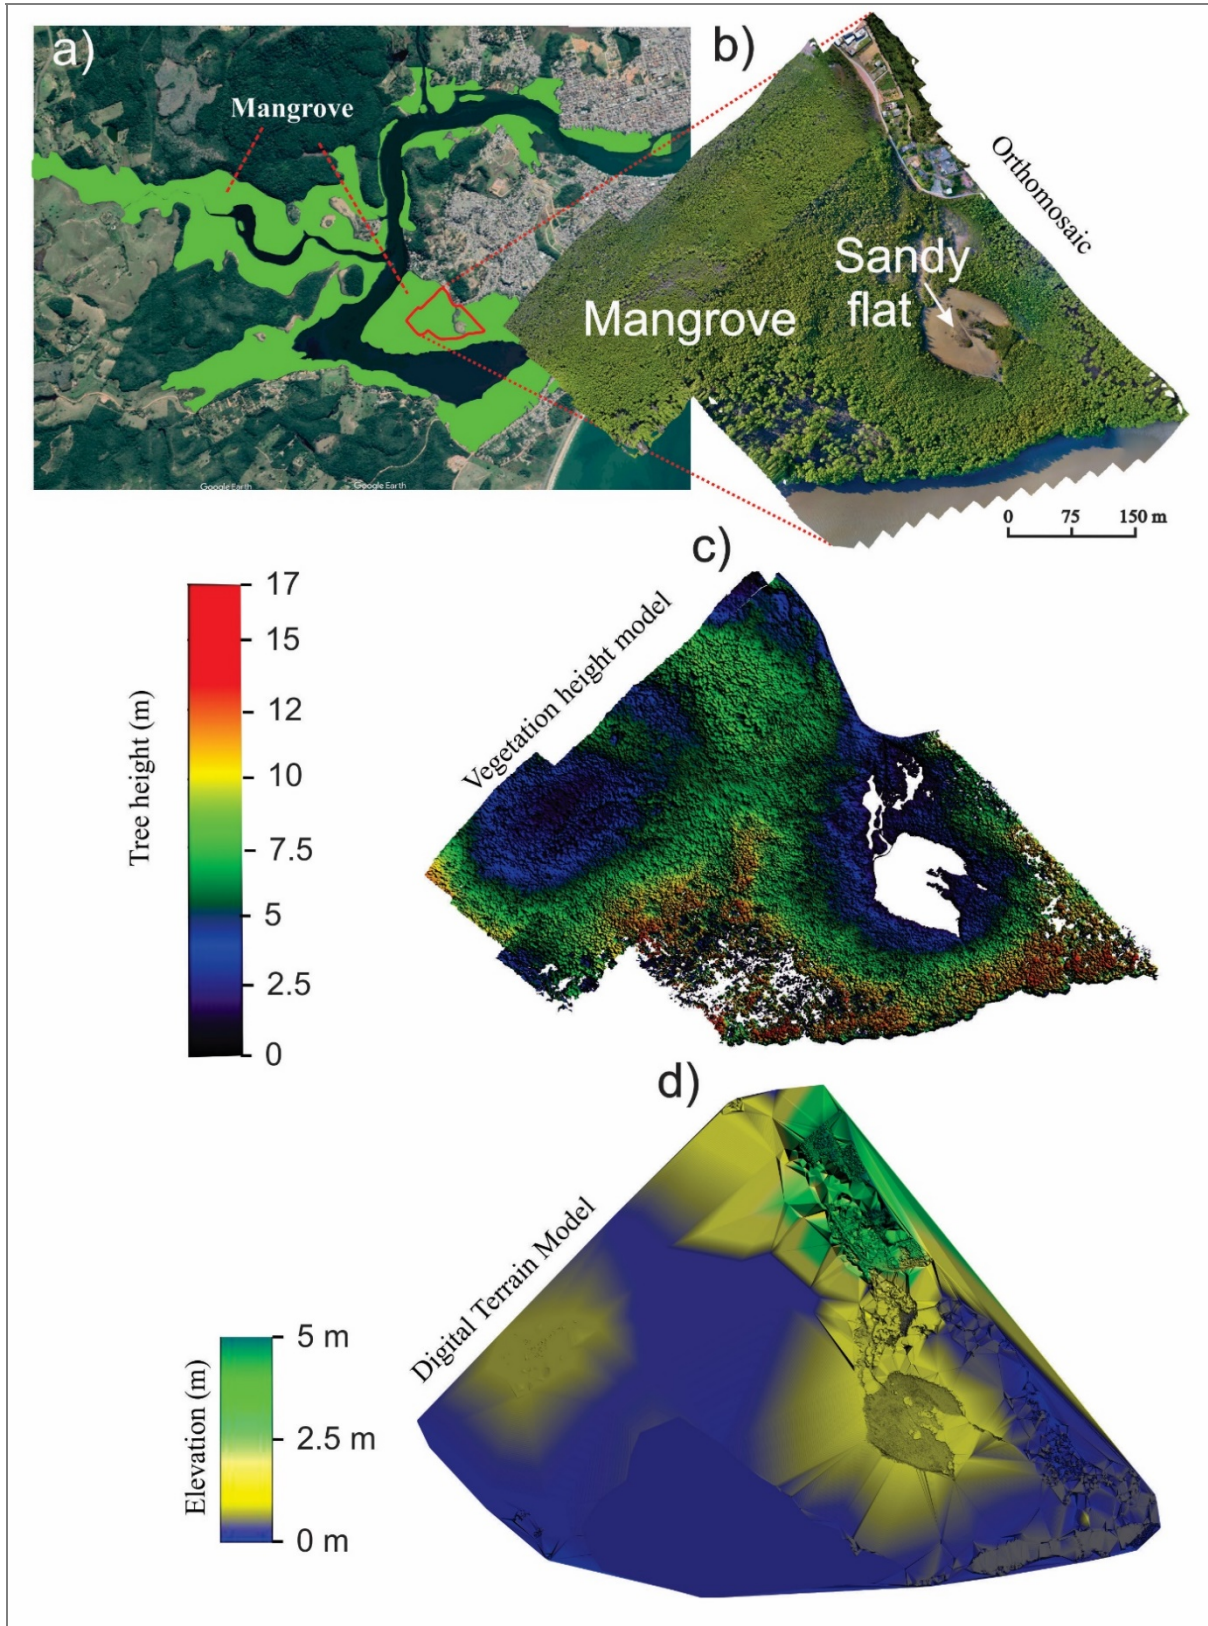 a)
Mangrove
Google Earth
Google Earth
b)
Orthomosaic
Sandy
flat
Mangrove
0 75 150 m
c)
Vegetation height model
Tree height (m)
17
15
12
10
7.5
5
2.5
0
d)
Digital Terrain Model
Elevation (m)
5 m
2.5 m
0 m